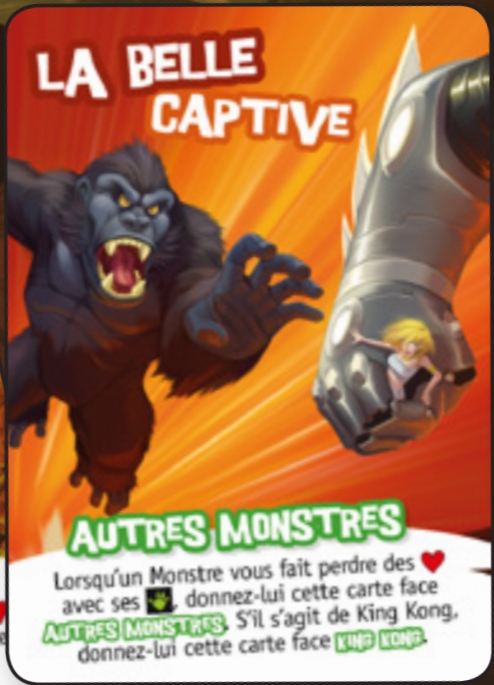 LA BELLE
CAPTIVE
AUTRES MONSTRES
Lorsqu'un Monstre vous fait perdre des
avec ses , donnez-lui cette carte face
AUTRES MONSTRES. S'il s'agit de King Kong,
donnez-lui cette carte face KING KONG.